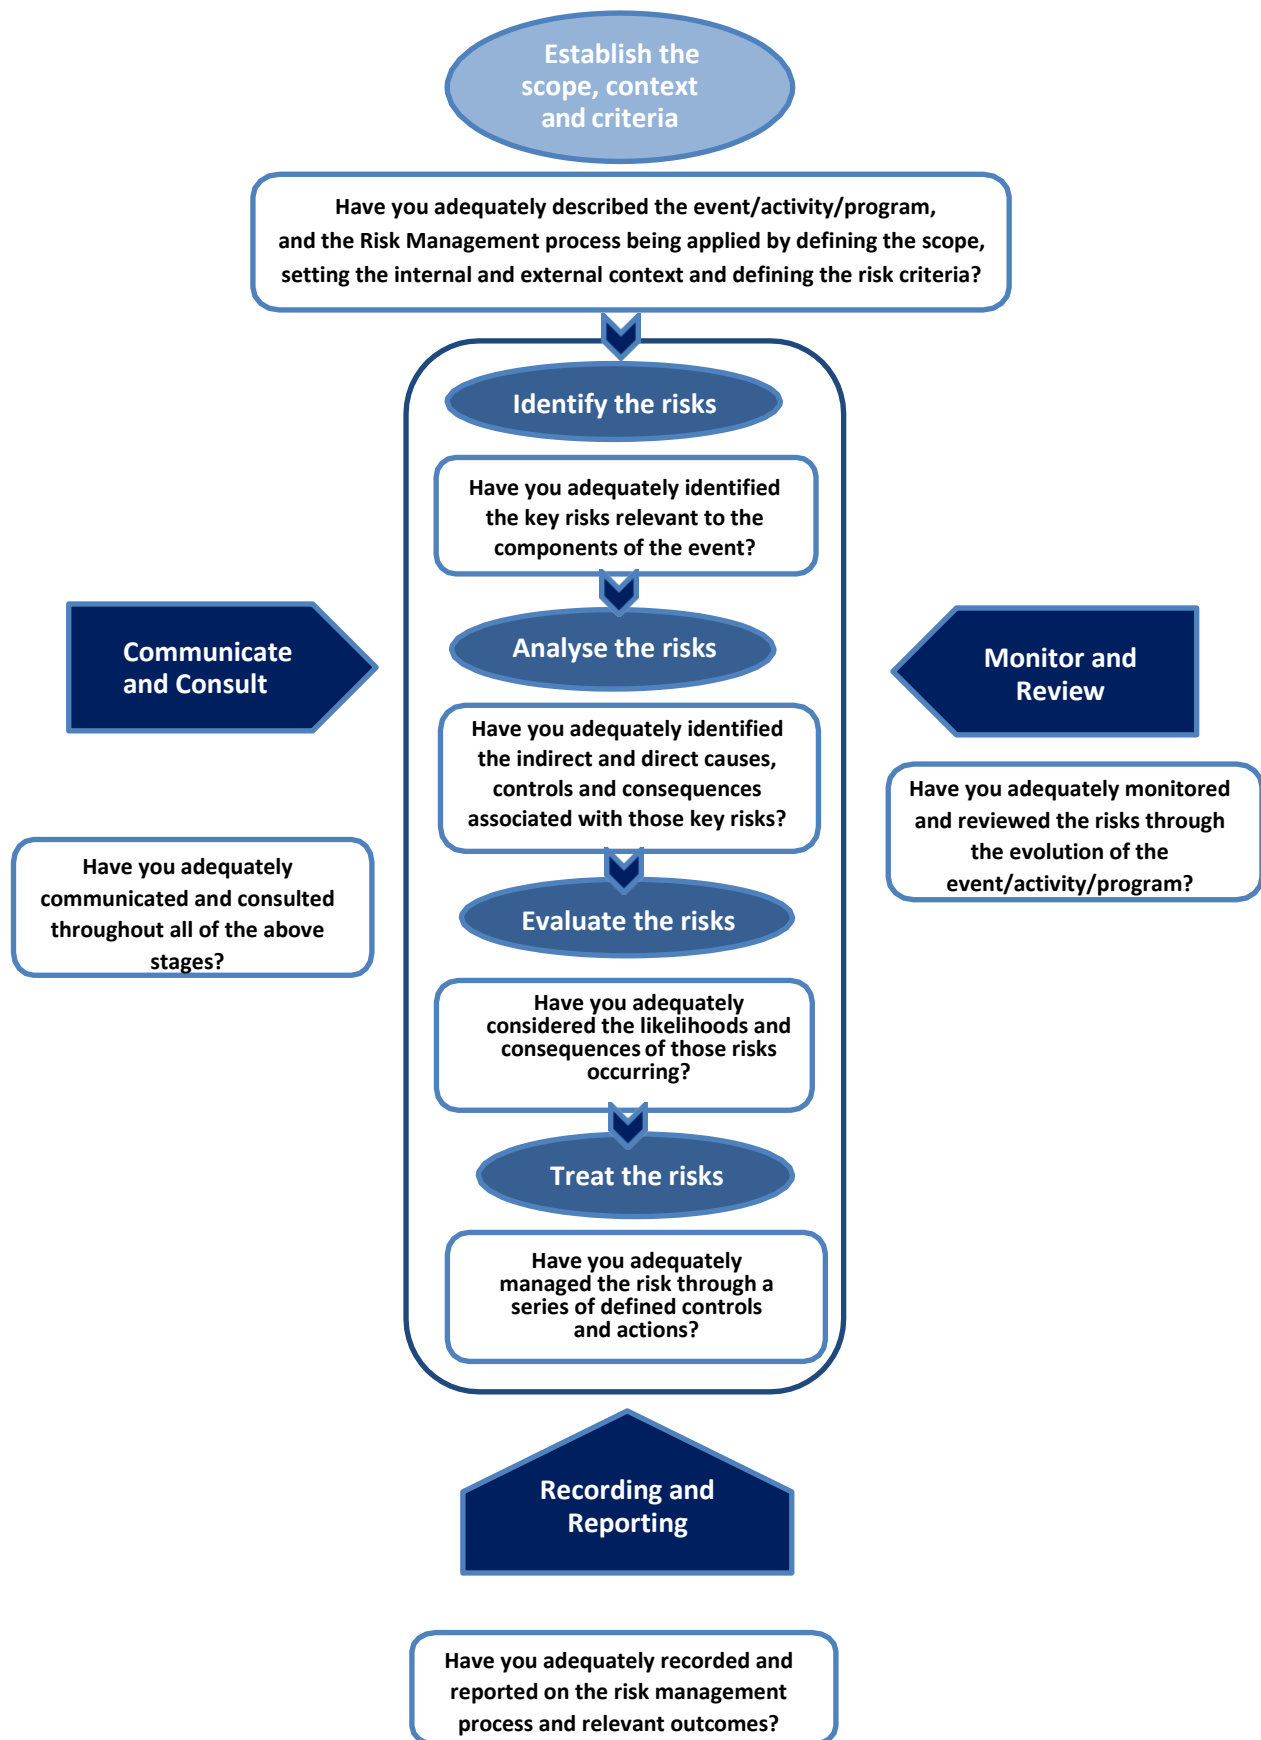 Establish the
scope, context
and criteria
Have you adequately described the event/activity/program,
and the Risk Management process being applied by defining the scope,
setting the internal and external context and defining the risk criteria?
Identify the risks
Have you adequately identified
the key risks relevant to the
components of the event?
Analyse the risks
Have you adequately identified
the indirect and direct causes,
controls and consequences
associated with those key risks?
Evaluate the risks
Have you adequately
considered the likelihoods and
consequences of those risks
occurring?
Treat the risks
Have you adequately
managed the risk through a
series of defined controls
and actions?
Communicate
and Consult
Have you adequately
communicated and consulted
throughout all of the above
stages?
Monitor and
Review
Have you adequately monitored
and reviewed the risks through
the evolution of the
event/activity/program?
Recording and
Reporting
Have you adequately recorded and
reported on the risk management
process and relevant outcomes?